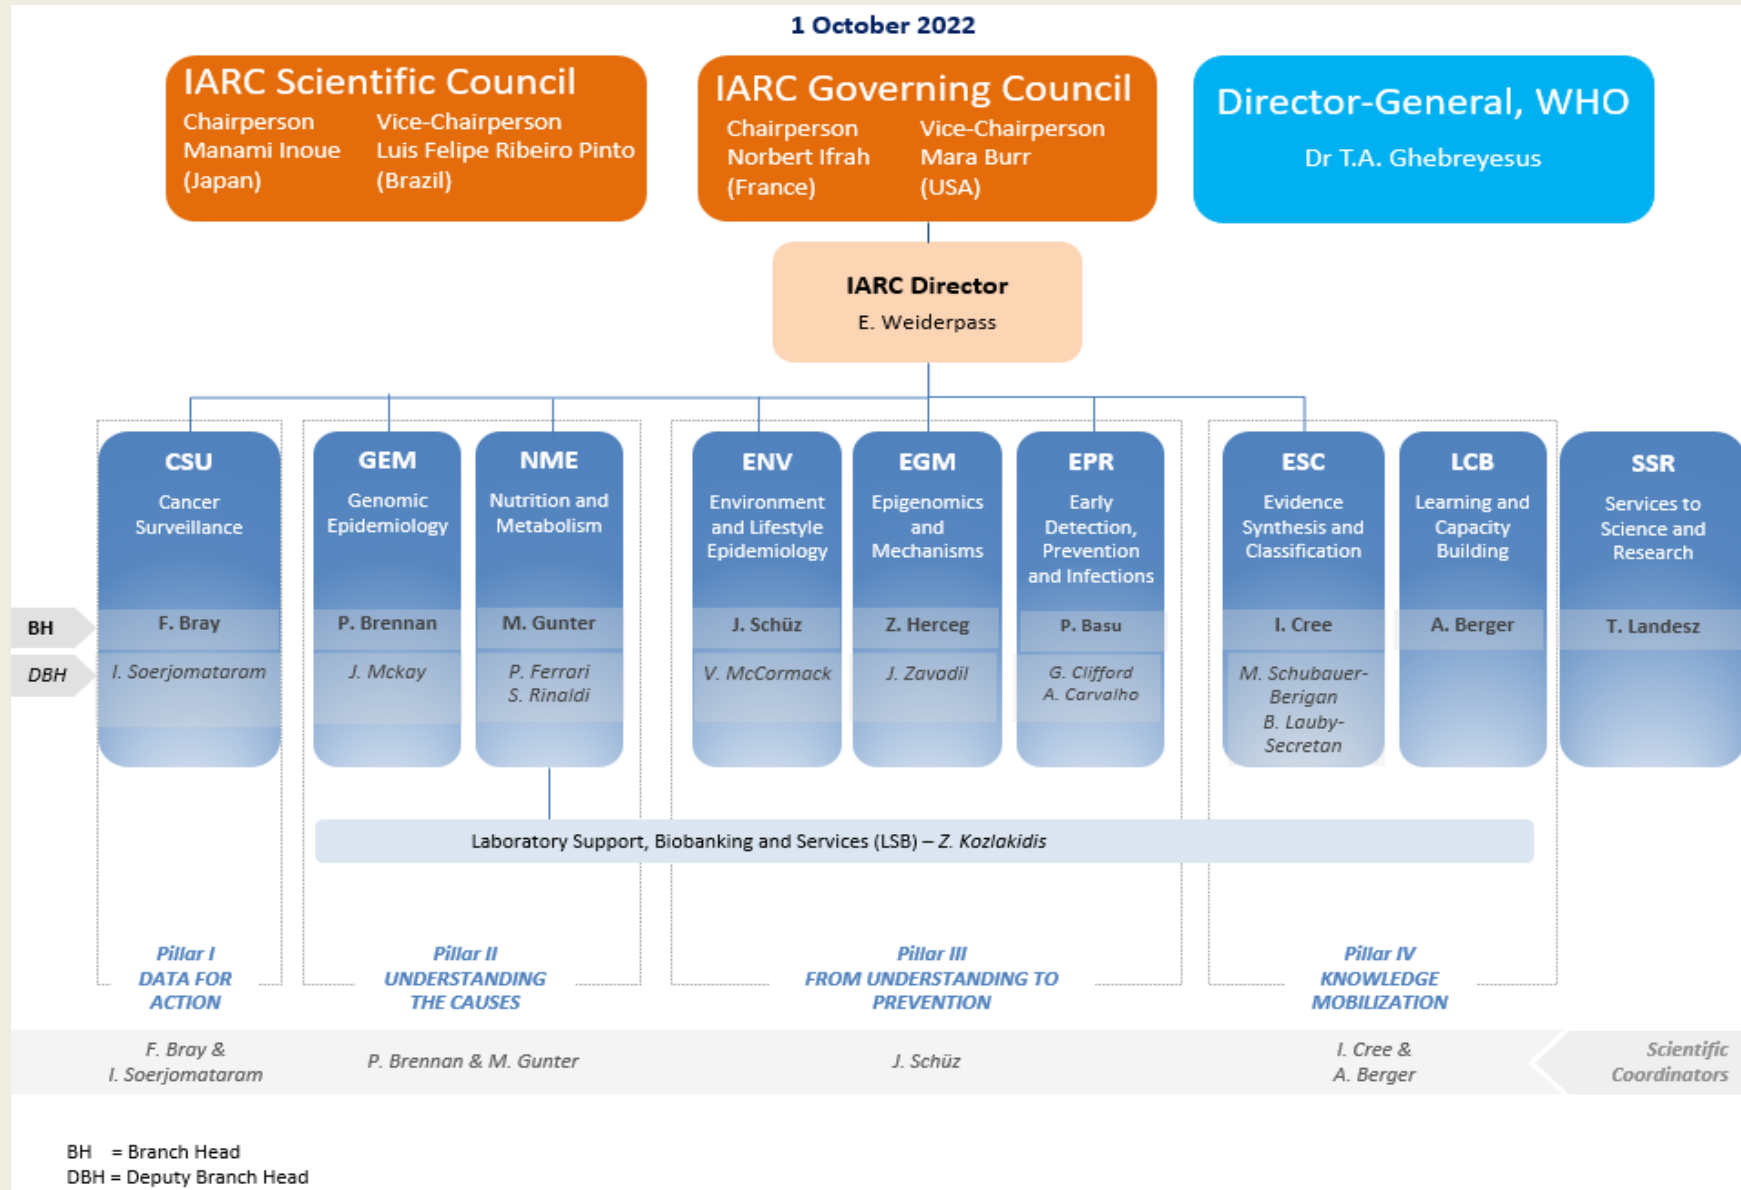 1 October 2022
IARC Scientific Council
Chairperson
Manami Inoue
(Japan)
Vice-Chairperson
Luis Felipe Ribeiro Pinto
(Brazil)
IARC Governing Council
Chairperson
Norbert Ifrah
(France)
Vice-Chairperson
Mara Burr
(USA)
Director-General, WHO
Dr T.A. Ghebreyesus
IARC Director
E. Weiderpass
CSU
Cancer
Surveillance
GEM
Genomic
Epidemiology
NME
Nutrition and
Metabolism
ENV
Environment
and Lifestyle
Epidemiology
EGM
Epigenomics
and
Mechanisms
EPR
Early
Detection,
Prevention
and Infections
ESC
Evidence
Synthesis and
Classification
LCB
Learning and
Capacity
Building
SSR
Services to
Science and
Research
BH
F. Bray
P. Brennan
M. Gunter
J. Schüz
Z. Herceg
P. Basu
I. Cree
A. Berger
T. Landesz
DBH
I. Soerjomataram
J. Mckay
P. Ferrari
S. Rinaldi
V. McCormack
J. Zavadil
G. Clifford
A. Carvalho
M. Schubauer-
Berigan
B. Lauby-
Secretan
Laboratory Support, Biobanking and Services (LSB) – Z. Kozlakidis
Pillar I
DATA FOR
ACTION
Pillar II
UNDERSTANDING
THE CAUSES
Pillar III
FROM UNDERSTANDING TO
PREVENTION
Pillar IV
KNOWLEDGE
MOBILIZATION
F. Bray &
I. Soerjomataram
P. Brennan & M. Gunter
J. Schüz
I. Cree &
A. Berger
Scientific
Coordinators
BH = Branch Head
DBH = Deputy Branch Head